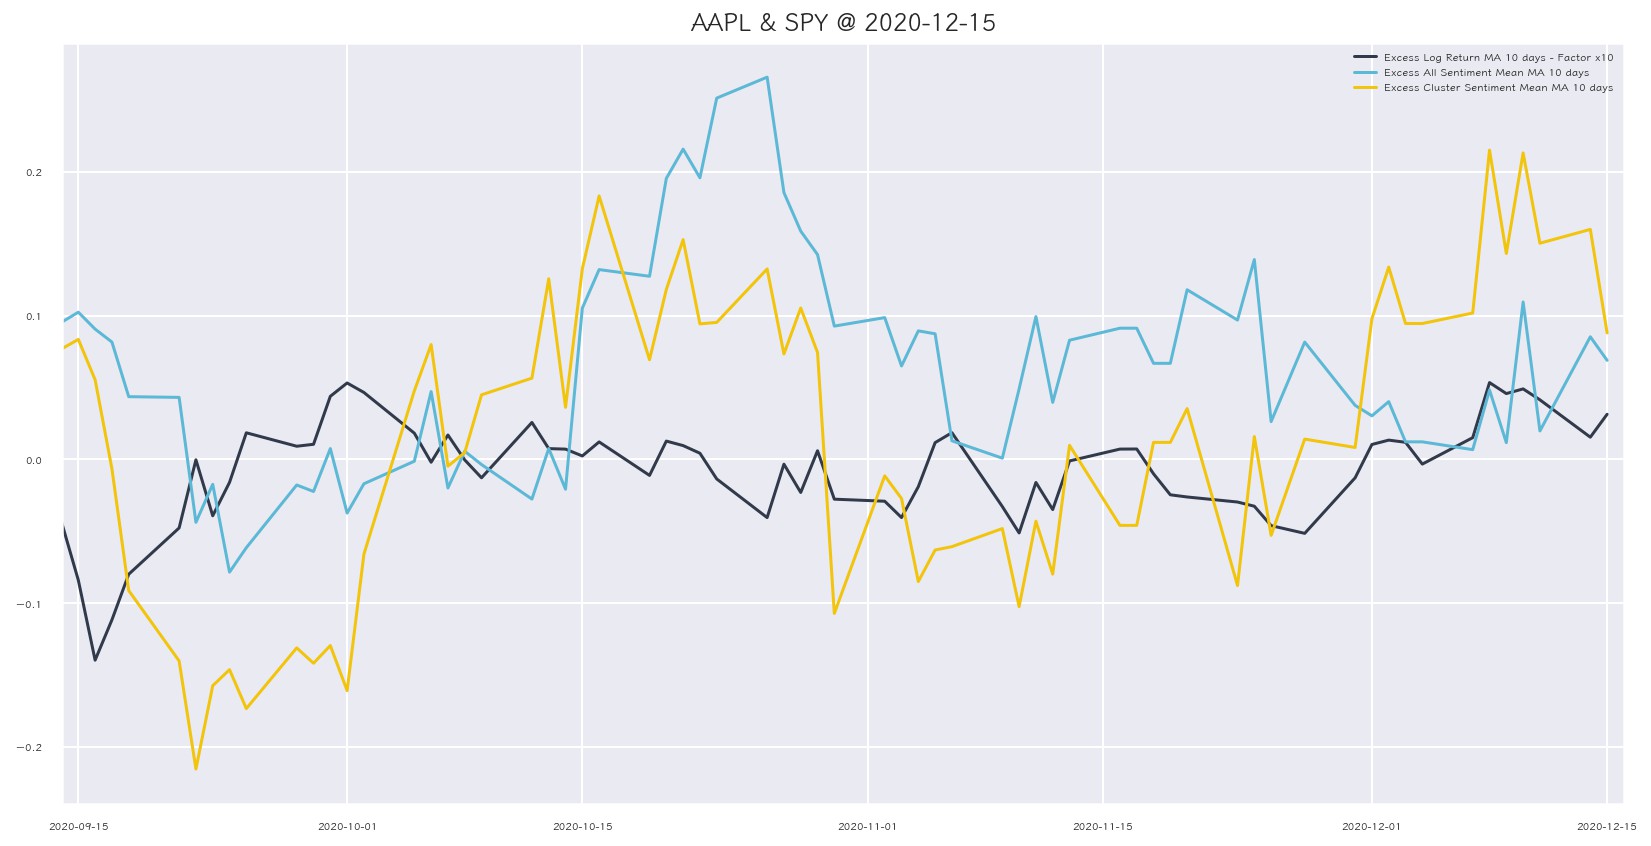 AAPL & SPY @ 2020-12-15
Excess Log Return MA 10 days - Factor x10
Excess All Sentiment Mean MA 10 days
Excess Cluster Sentiment Mean MA 10 days
0.2
0.1
0.0
−0.1
−0.2
2020-09-15 2020-10-01 2020-10-15 2020-11-01 2020-11-15 2020-12-01 2020-12-15